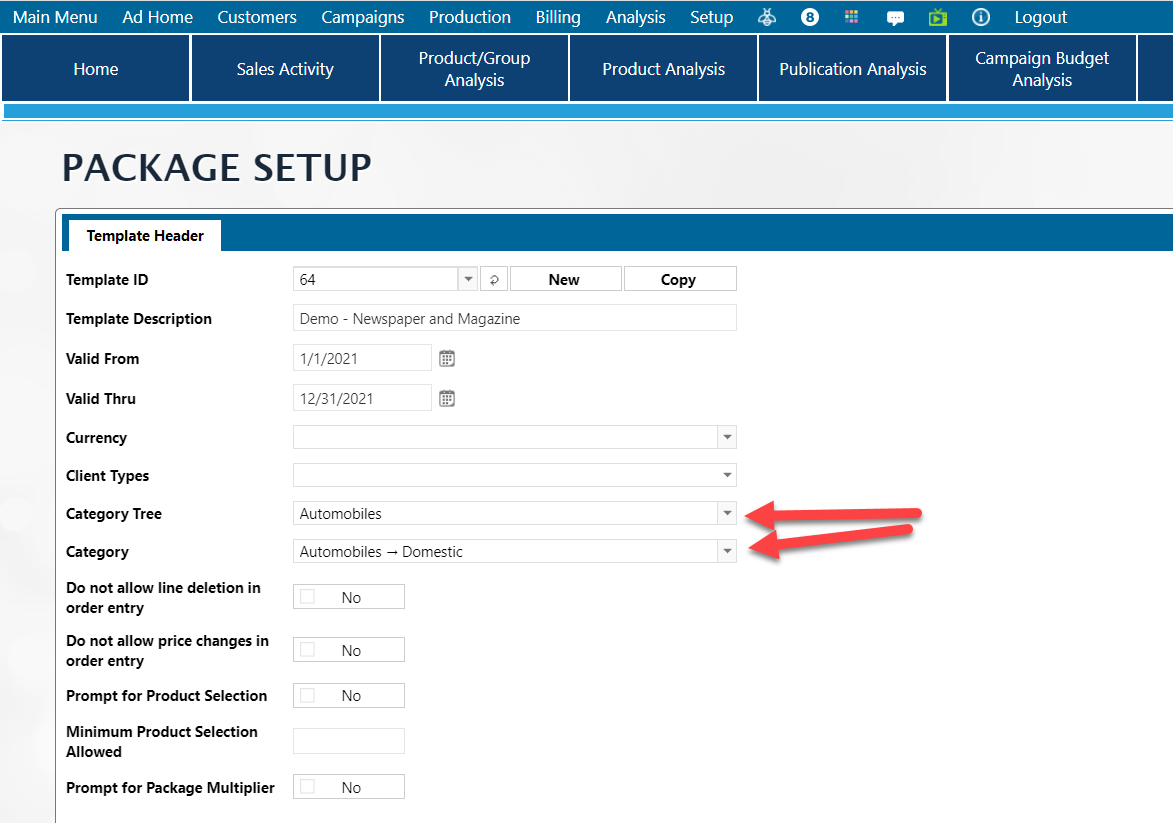 Main Menu Ad Home Customers Campaigns Production Billing Analysis Setup 8 Logout
Home Sales Activity Product/Group Analysis Product Analysis Publication Analysis Campaign Budget Analysis
PACKAGE SETUP
Template Header
Template ID 64 New Copy
Template Description Demo - Newspaper and Magazine
Valid From 1/1/2021
Valid Thru 12/31/2021
Currency
Client Types
Category Tree Automobiles
Category Automobiles → Domestic
Do not allow line deletion in
order entry No
Do not allow price changes in
order entry No
Prompt for Product Selection No
Minimum Product Selection
Allowed
Prompt for Package Multiplier No